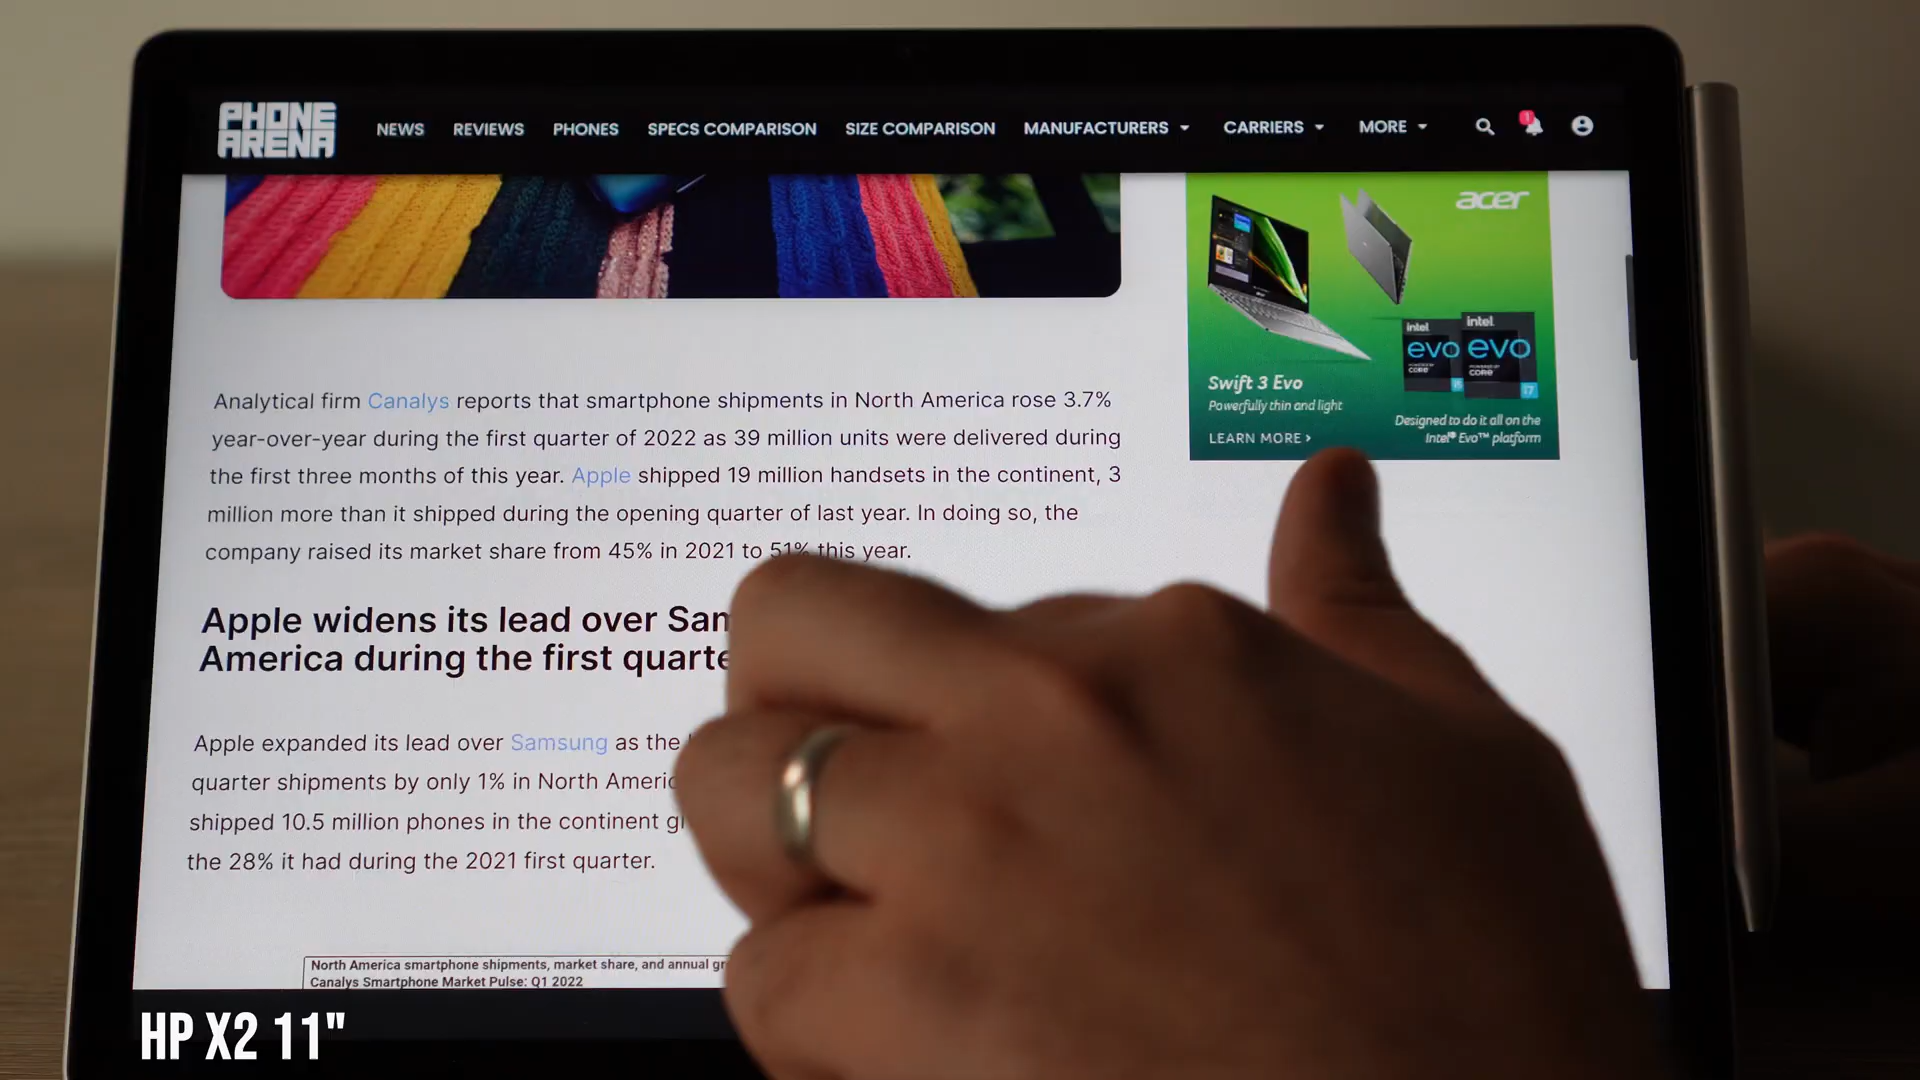 PHONE ARENA
NEWS REVIEWS PHONES SPECS COMPARISON SIZE COMPARISON MANUFACTURERS CARRIERS MORE
1
acer
intel evo POWERED BY CORE i5
intel evo POWERED BY CORE i7
Swift 3 Evo
Powerfully thin and light
LEARN MORE ›
Designed to do it all on the
Intel® Evo™ platform
Analytical firm Canalys reports that smartphone shipments in North America rose 3.7%
year-over-year during the first quarter of 2022 as 39 million units were delivered during
the first three months of this year. Apple shipped 19 million handsets in the continent, 3
million more than it shipped during the opening quarter of last year. In doing so, the
company raised its market share from 45% in 2021 to 51% this year.
Apple widens its lead over Sam
America during the first quarte
Apple expanded its lead over Samsung as the
quarter shipments by only 1% in North Americ
shipped 10.5 million phones in the continent
the 28% it had during the 2021 first quarter.
North America smartphone shipments, market share, and annual gr
Canalys Smartphone Market Pulse: Q1 2022
HP X2 11"